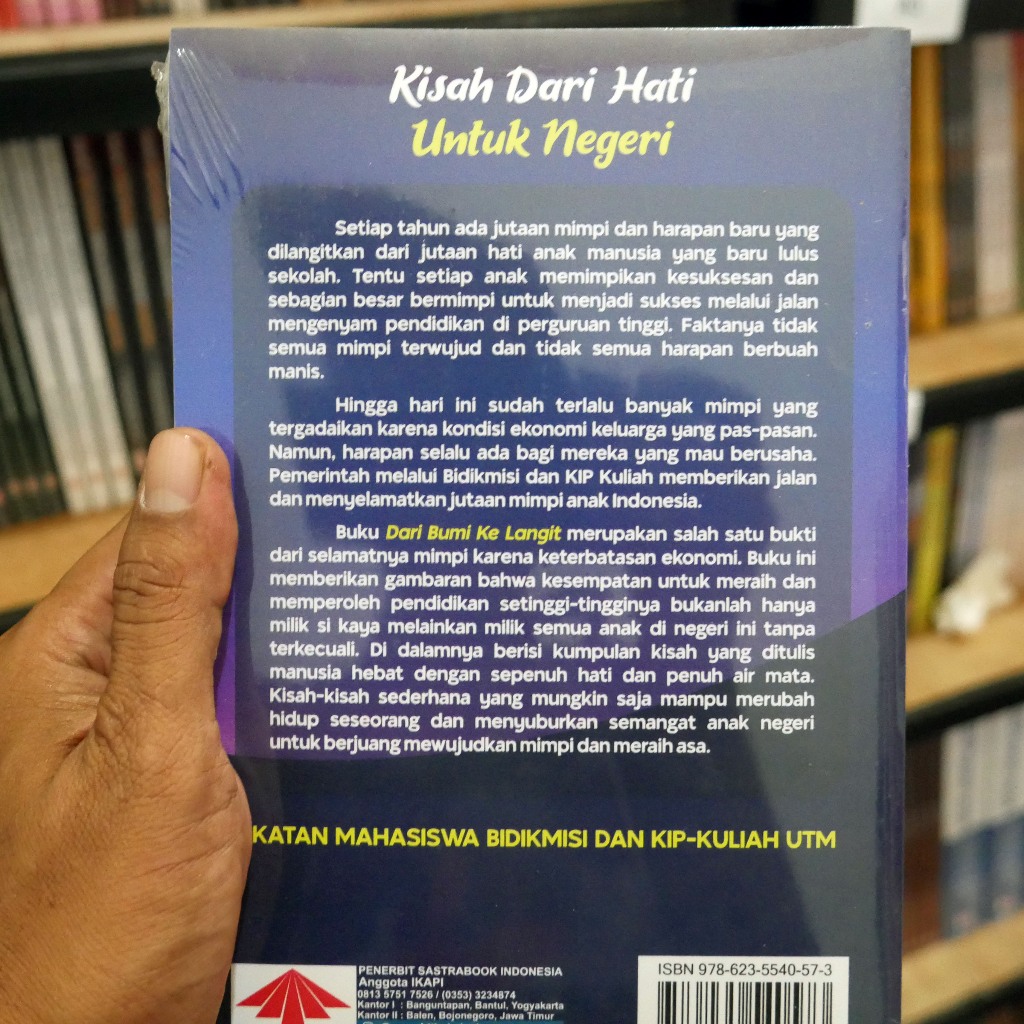 Kisah Dari Hati
Untuk Negeri
Setiap tahun ada jutaan mimpi dan harapan baru yang
dilangitkan dari jutaan hati anak manusia yang baru lulus
sekolah. Tentu setiap anak memimpikan kesuksesan dan
sebagian besar bermimpi untuk menjadi sukses melalui jalan
mengenyam pendidikan di perguruan tinggi. Faktanya tidak
semua mimpi terwujud dan tidak semua harapan berbuah
manis.
Hingga hari ini sudah terlalu banyak mimpi yang
tergadaikan karena kondisi ekonomi keluarga yang pas-pasan.
Namun, harapan selalu ada bagi mereka yang mau berusaha.
Pemerintah melalui Bidikmisi dan KIP Kuliah memberikan jalan
dan menyelamatkan jutaan mimpi anak Indonesia.
Buku Dari Bumi Ke Langit merupakan salah satu bukti
dari selamatnya mimpi karena keterbatasan ekonomi. Buku ini
memberikan gambaran bahwa kesempatan untuk meraih dan
memperoleh pendidikan setinggi-tingginya bukanlah hanya
milik si kaya melainkan milik semua anak di negeri ini tanpa
terkecuali. Di dalamnya berisi kumpulan kisah yang ditulis
manusia hebat dengan sepenuh hati dan penuh air mata.
Kisah-kisah sederhana yang mungkin saja mampu merubah
hidup seseorang dan menyuburkan semangat anak negeri
untuk berjuang mewujudkan mimpi dan meraih asa.
KATAN MAHASISWA BIDIKMISI DAN KIP-KULIAH UTM
PENERBIT SASTRABOOK INDONESIA
Anggota IKAPI
0813 5751 7526 / (0353) 3234874
Kantor I : Banguntapan, Bantul, Yogyakarta
Kantor II : Balen, Bojonegoro, Jawa Timur
ISBN 978-623-5540-57-3